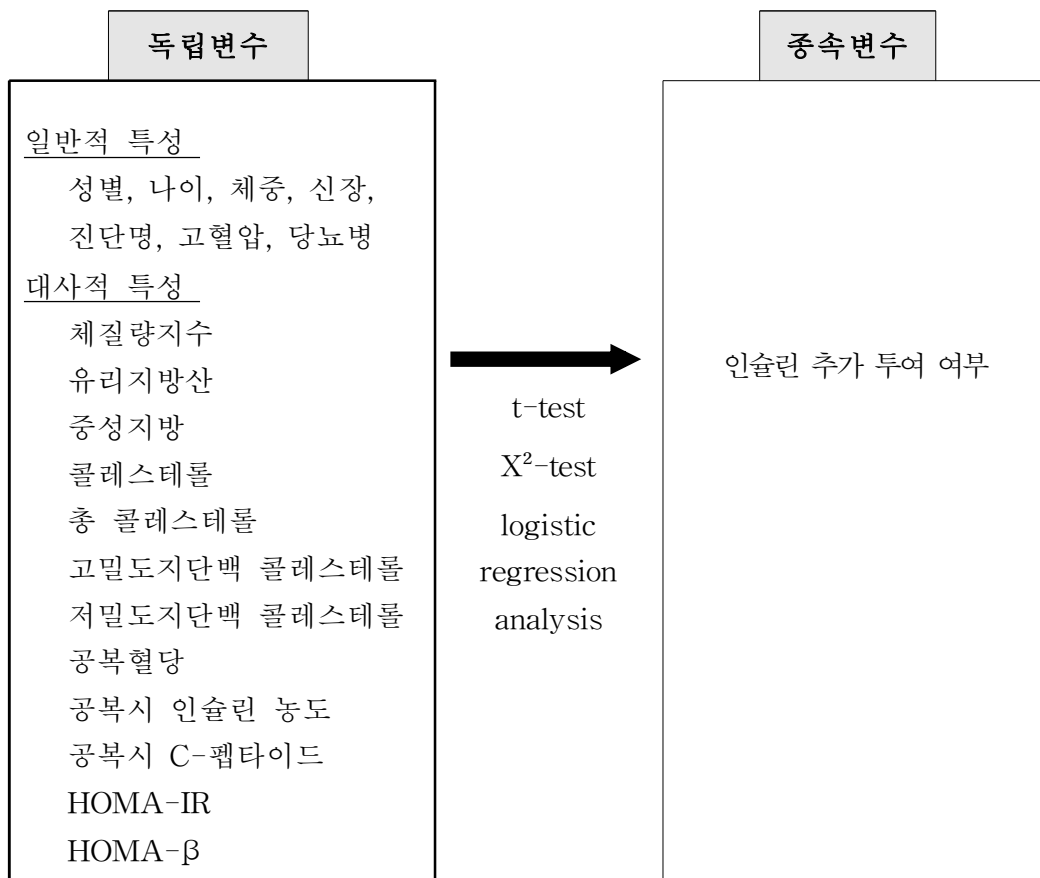 독립변수
종속변수
일반적 특성
성별, 나이, 체중, 신장,
진단명, 고혈압, 당뇨병
대사적 특성
체질량지수
유리지방산
중성지방
콜레스테롤
총 콜레스테롤
고밀도지단백 콜레스테롤
저밀도지단백 콜레스테롤
공복혈당
공복시 인슐린 농도
공복시 C-펩타이드
HOMA-IR
HOMA-β
t-test
X²-test
logistic
regression
analysis
인슐린 추가 투여 여부